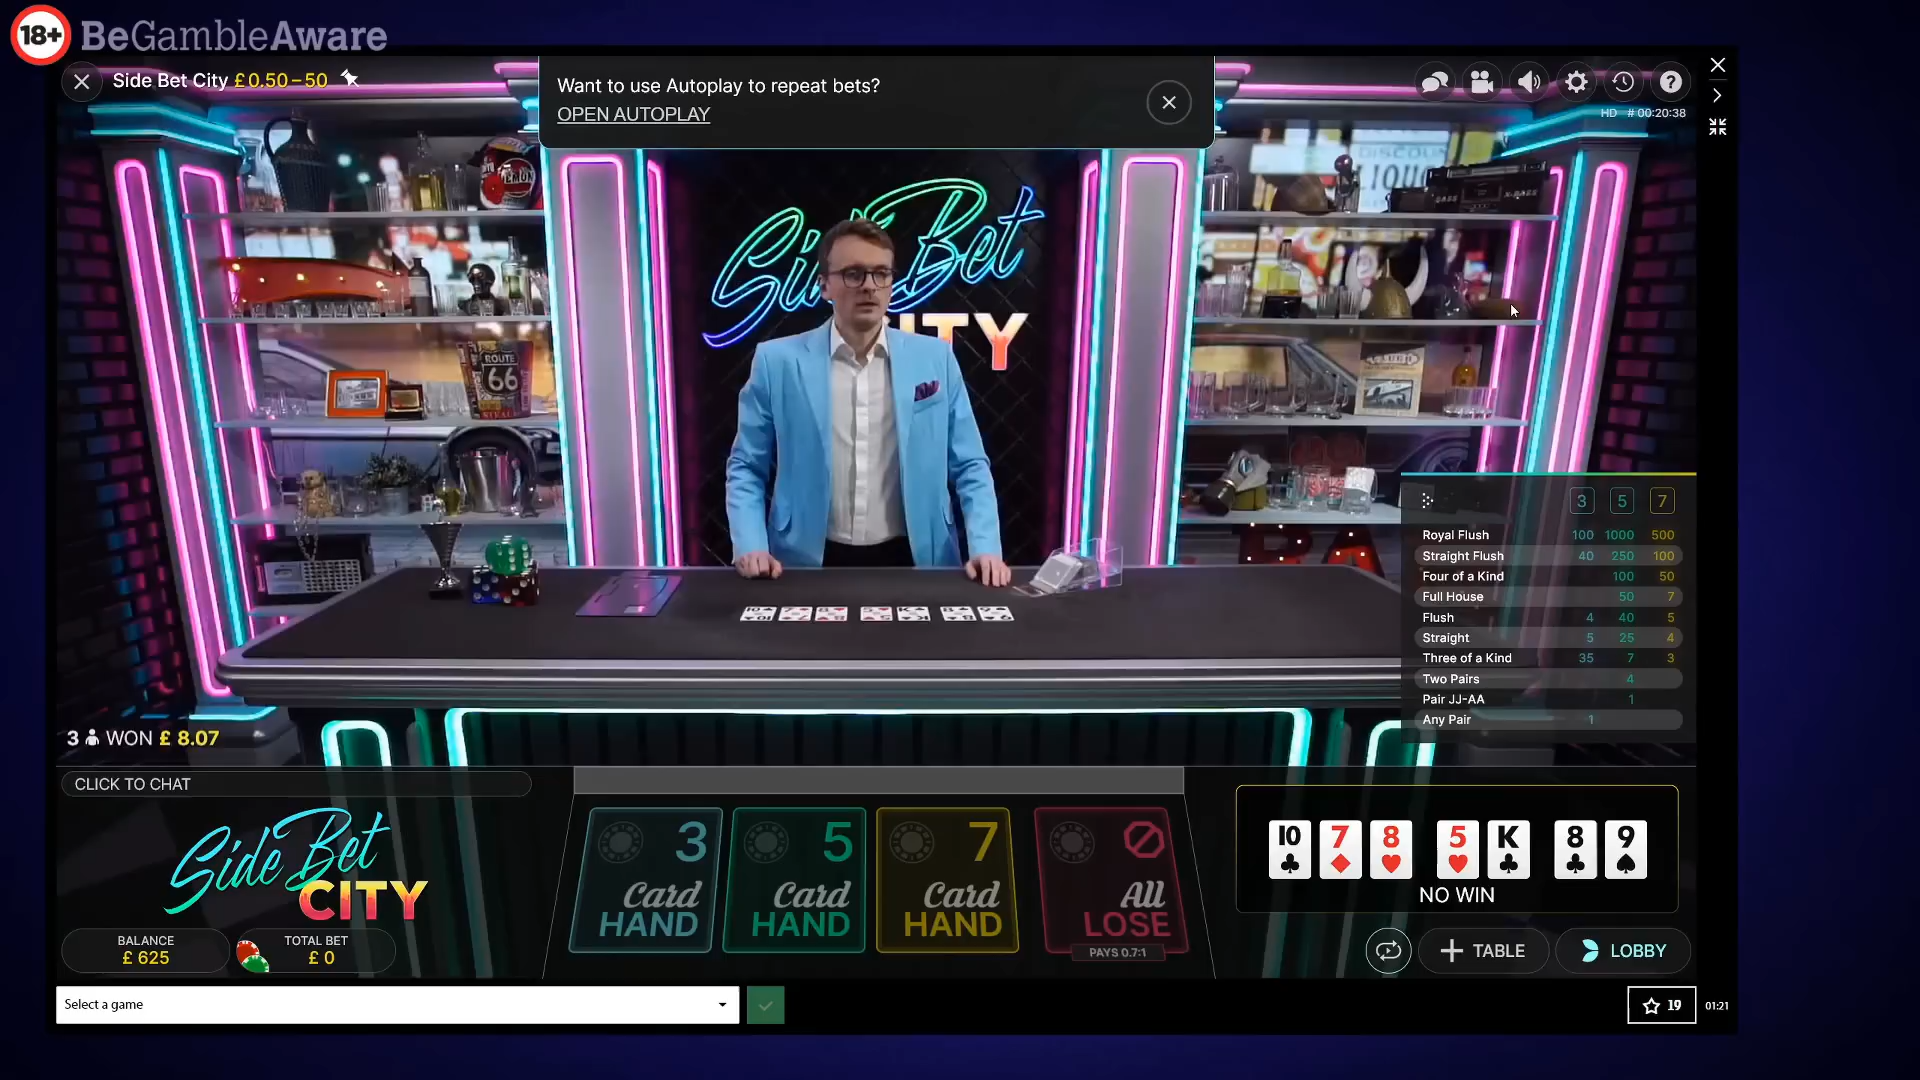 18+ BeGambleAware
Side Bet City £0.50–50
Want to use Autoplay to repeat bets?
OPEN AUTOPLAY
HD # 00:20:38
DISCOUNT
Side Bet
CITY
ROUTE
66
3 5 7
Royal Flush 100 1000 500
Straight Flush 40 250 100
Four of a Kind 100 50
Full House 50 7
Flush 4 40 5
Straight 5 25 4
Three of a Kind 35 7 3
Two Pairs 4
Pair JJ-AA 1
Any Pair 1
3 WON £ 8.07
CLICK TO CHAT
Side Bet
CITY
BALANCE
£ 625
TOTAL BET
£ 0
3
Card
HAND
5
Card
HAND
7
Card
HAND
All
LOSE
PAYS 0.7:1
10 7 8 5 K 8 9
NO WIN
TABLE
LOBBY
Select a game
19
01:21